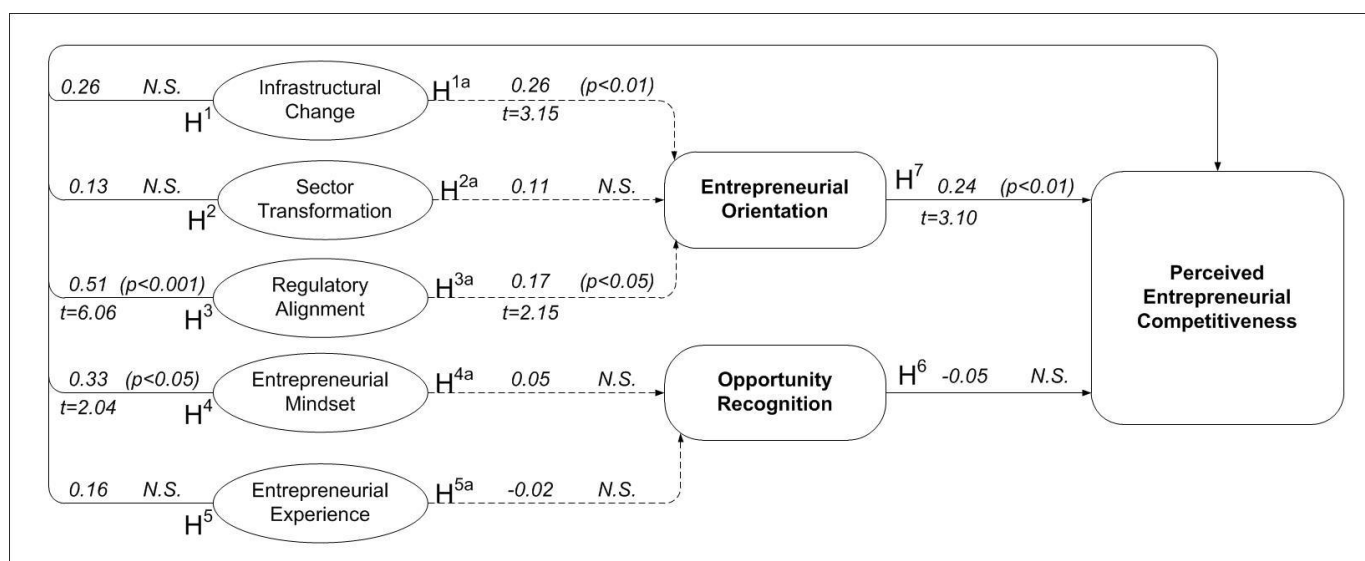 0.26 N.S.
H1
Infrastructural
Change
H1a 0.26 (p<0.01)
t=3.15
0.13 N.S.
H2
Sector
Transformation
H2a 0.11 N.S.
Entrepreneurial
Orientation
H7 0.24 (p<0.01)
t=3.10
0.51 (p<0.001)
t=6.06
H3
Regulatory
Alignment
H3a 0.17 (p<0.05)
t=2.15
Perceived
Entrepreneurial
Competitiveness
0.33 (p<0.05)
t=2.04
H4
Entrepreneurial
Mindset
H4a 0.05 N.S.
Opportunity
Recognition
H6 -0.05 N.S.
0.16 N.S.
H5
Entrepreneurial
Experience
H5a -0.02 N.S.